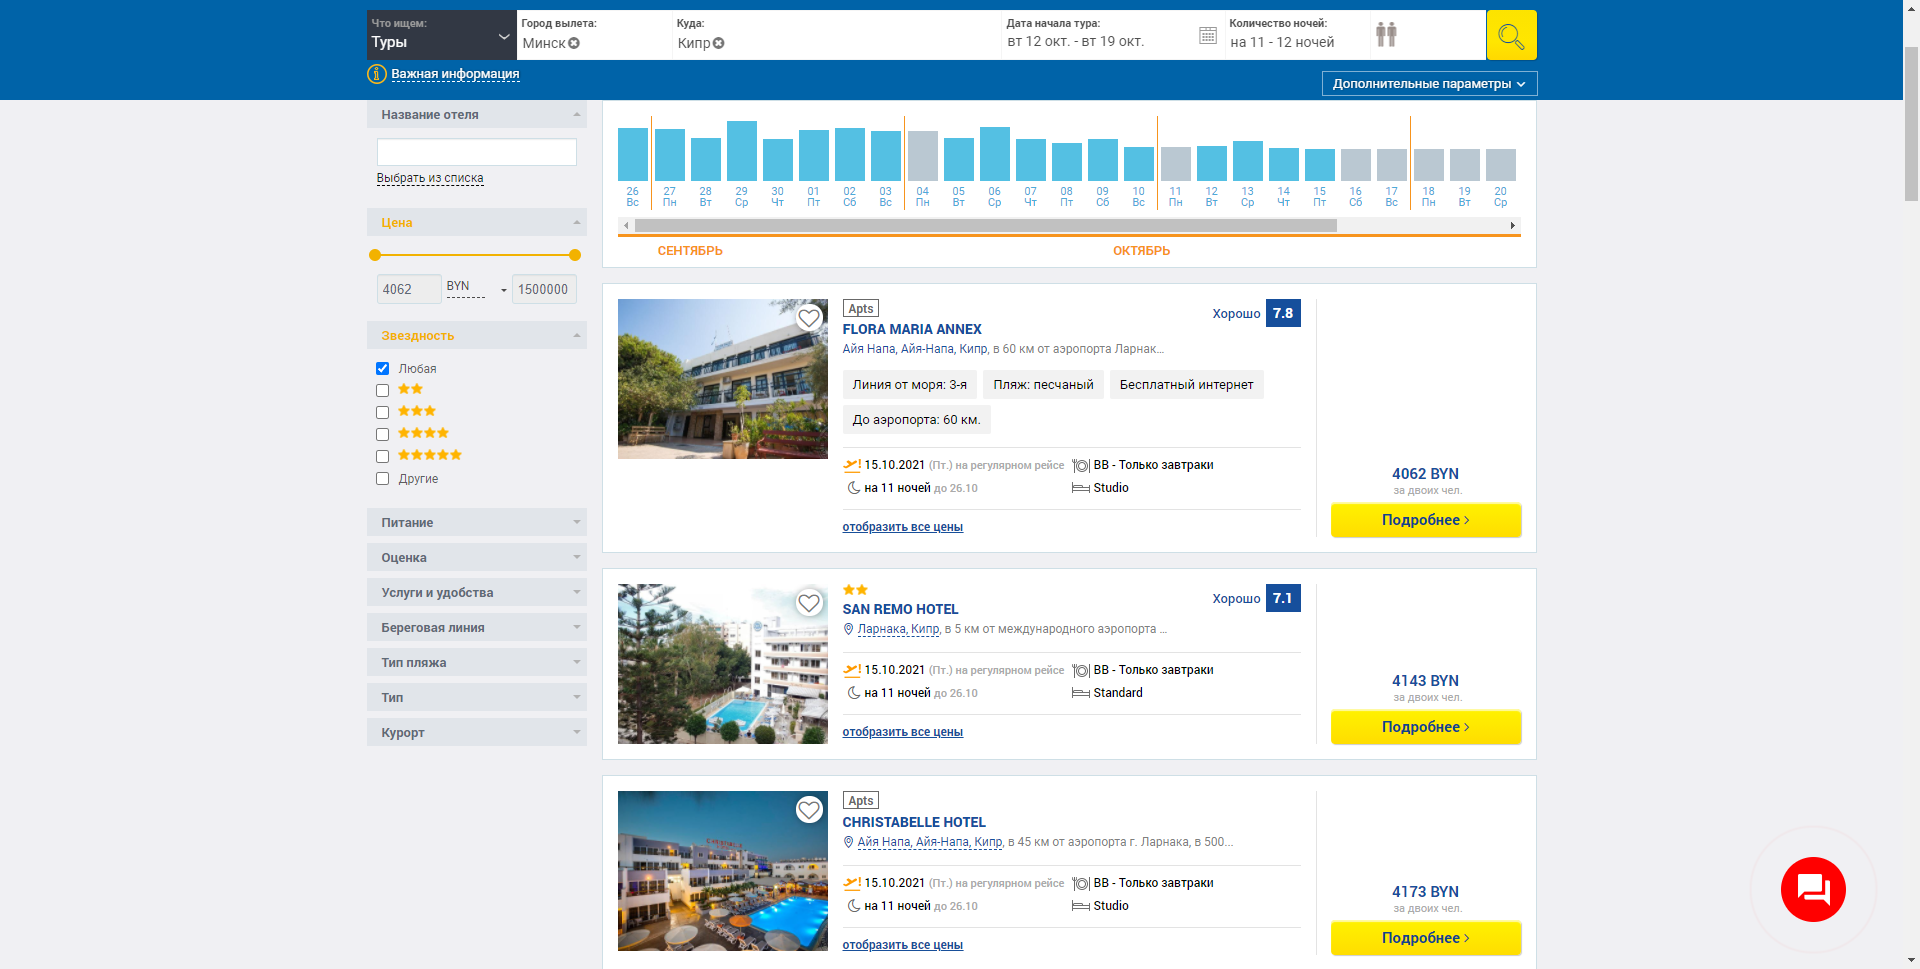 Что ищем:
Туры
Город вылета:
Минск
Куда:
Кипр
Дата начала тура:
вт 12 окт. - вт 19 окт.
Количество ночей:
на 11 - 12 ночей
Важная информация
Дополнительные параметры
Название отеля
Выбрать из списка
Цена
4062
BYN
1500000
Звездность
Любая
Другие
Питание
Оценка
Услуги и удобства
Береговая линия
Тип пляжа
Тип
Курорт
26 27 28 29 30 01 02 03 04 05 06 07 08 09 10 11 12 13 14 15 16 17 18 19 20
Вс Пн Вт Ср Чт Пт Сб Вс Пн Вт Ср Чт Пт Сб Вс Пн Вт Ср Чт Пт Сб Вс Пн Вт Ср
СЕНТЯБРЬ
ОКТЯБРЬ
Apts
FLORA MARIA ANNEX
Айя Напа, Айя-Напа, Кипр, в 60 км от аэропорта Ларнак...
Хорошо 7.8
Линия от моря: 3-я
Пляж: песчаный
Бесплатный интернет
До аэропорта: 60 км.
15.10.2021 (Пт.) на регулярном рейсе
BB - Только завтраки
на 11 ночей до 26.10
Studio
отобразить все цены
4062 BYN
за двоих чел.
Подробнее
SAN REMO HOTEL
Ларнака, Кипр, в 5 км от международного аэропорта ...
Хорошо 7.1
15.10.2021 (Пт.) на регулярном рейсе
BB - Только завтраки
на 11 ночей до 26.10
Standard
отобразить все цены
4143 BYN
за двоих чел.
Подробнее
Apts
CHRISTABELLE HOTEL
Айя Напа, Айя-Напа, Кипр, в 45 км от аэропорта г. Ларнака, в 500...
15.10.2021 (Пт.) на регулярном рейсе
BB - Только завтраки
на 11 ночей до 26.10
Studio
отобразить все цены
4173 BYN
за двоих чел.
Подробнее